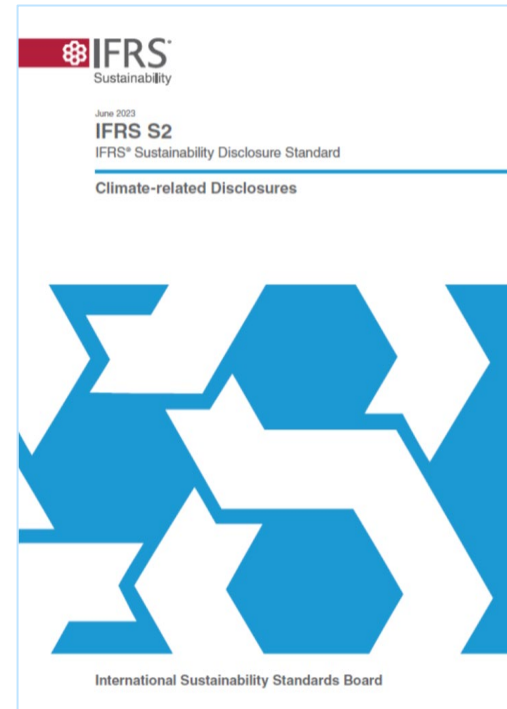 IFRS®
Sustainability
June 2023
IFRS S2
IFRS® Sustainability Disclosure Standard
Climate-related Disclosures
International Sustainability Standards Board